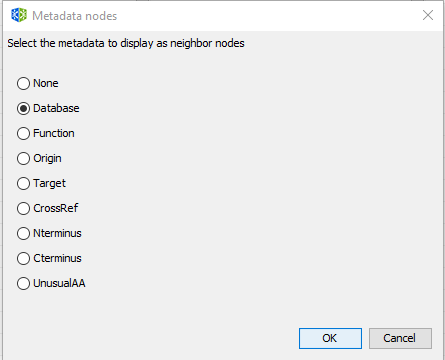 Metadata nodes
Select the metadata to display as neighbor nodes
None
Database
Function
Origin
Target
CrossRef
Nterminus
Cterminus
UnusualAA
OK Cancel